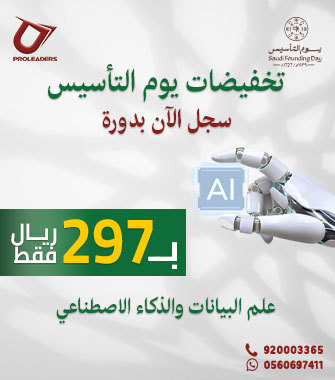 PROLEADERS
يـوم التأسيس
Saudi Founding Day
تخفيضات يوم التأسيس
سجل الآن بدورة
AI
بـ297 ريال فقط
علم البيانات والذكاء الاصطناعي
920003365
0560697411